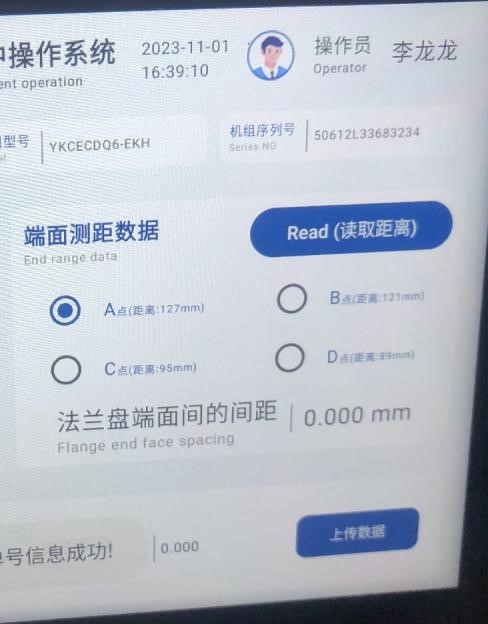 操作系统
ent operation
2023-11-01
16:39:10
操作员
Operator
李龙龙
型号
YKCECDQ6-EKH
机组序列号
Series NO
50612L33683234
端面测距数据
End range data
Read (读取距离)
A点(距离:127mm)
B点(距离:121mm)
C点(距离:95mm)
D点(距离:89mm)
法兰盘端面间的间距
Flange end face spacing
0.000 mm
号信息成功!
0.000
上传数据